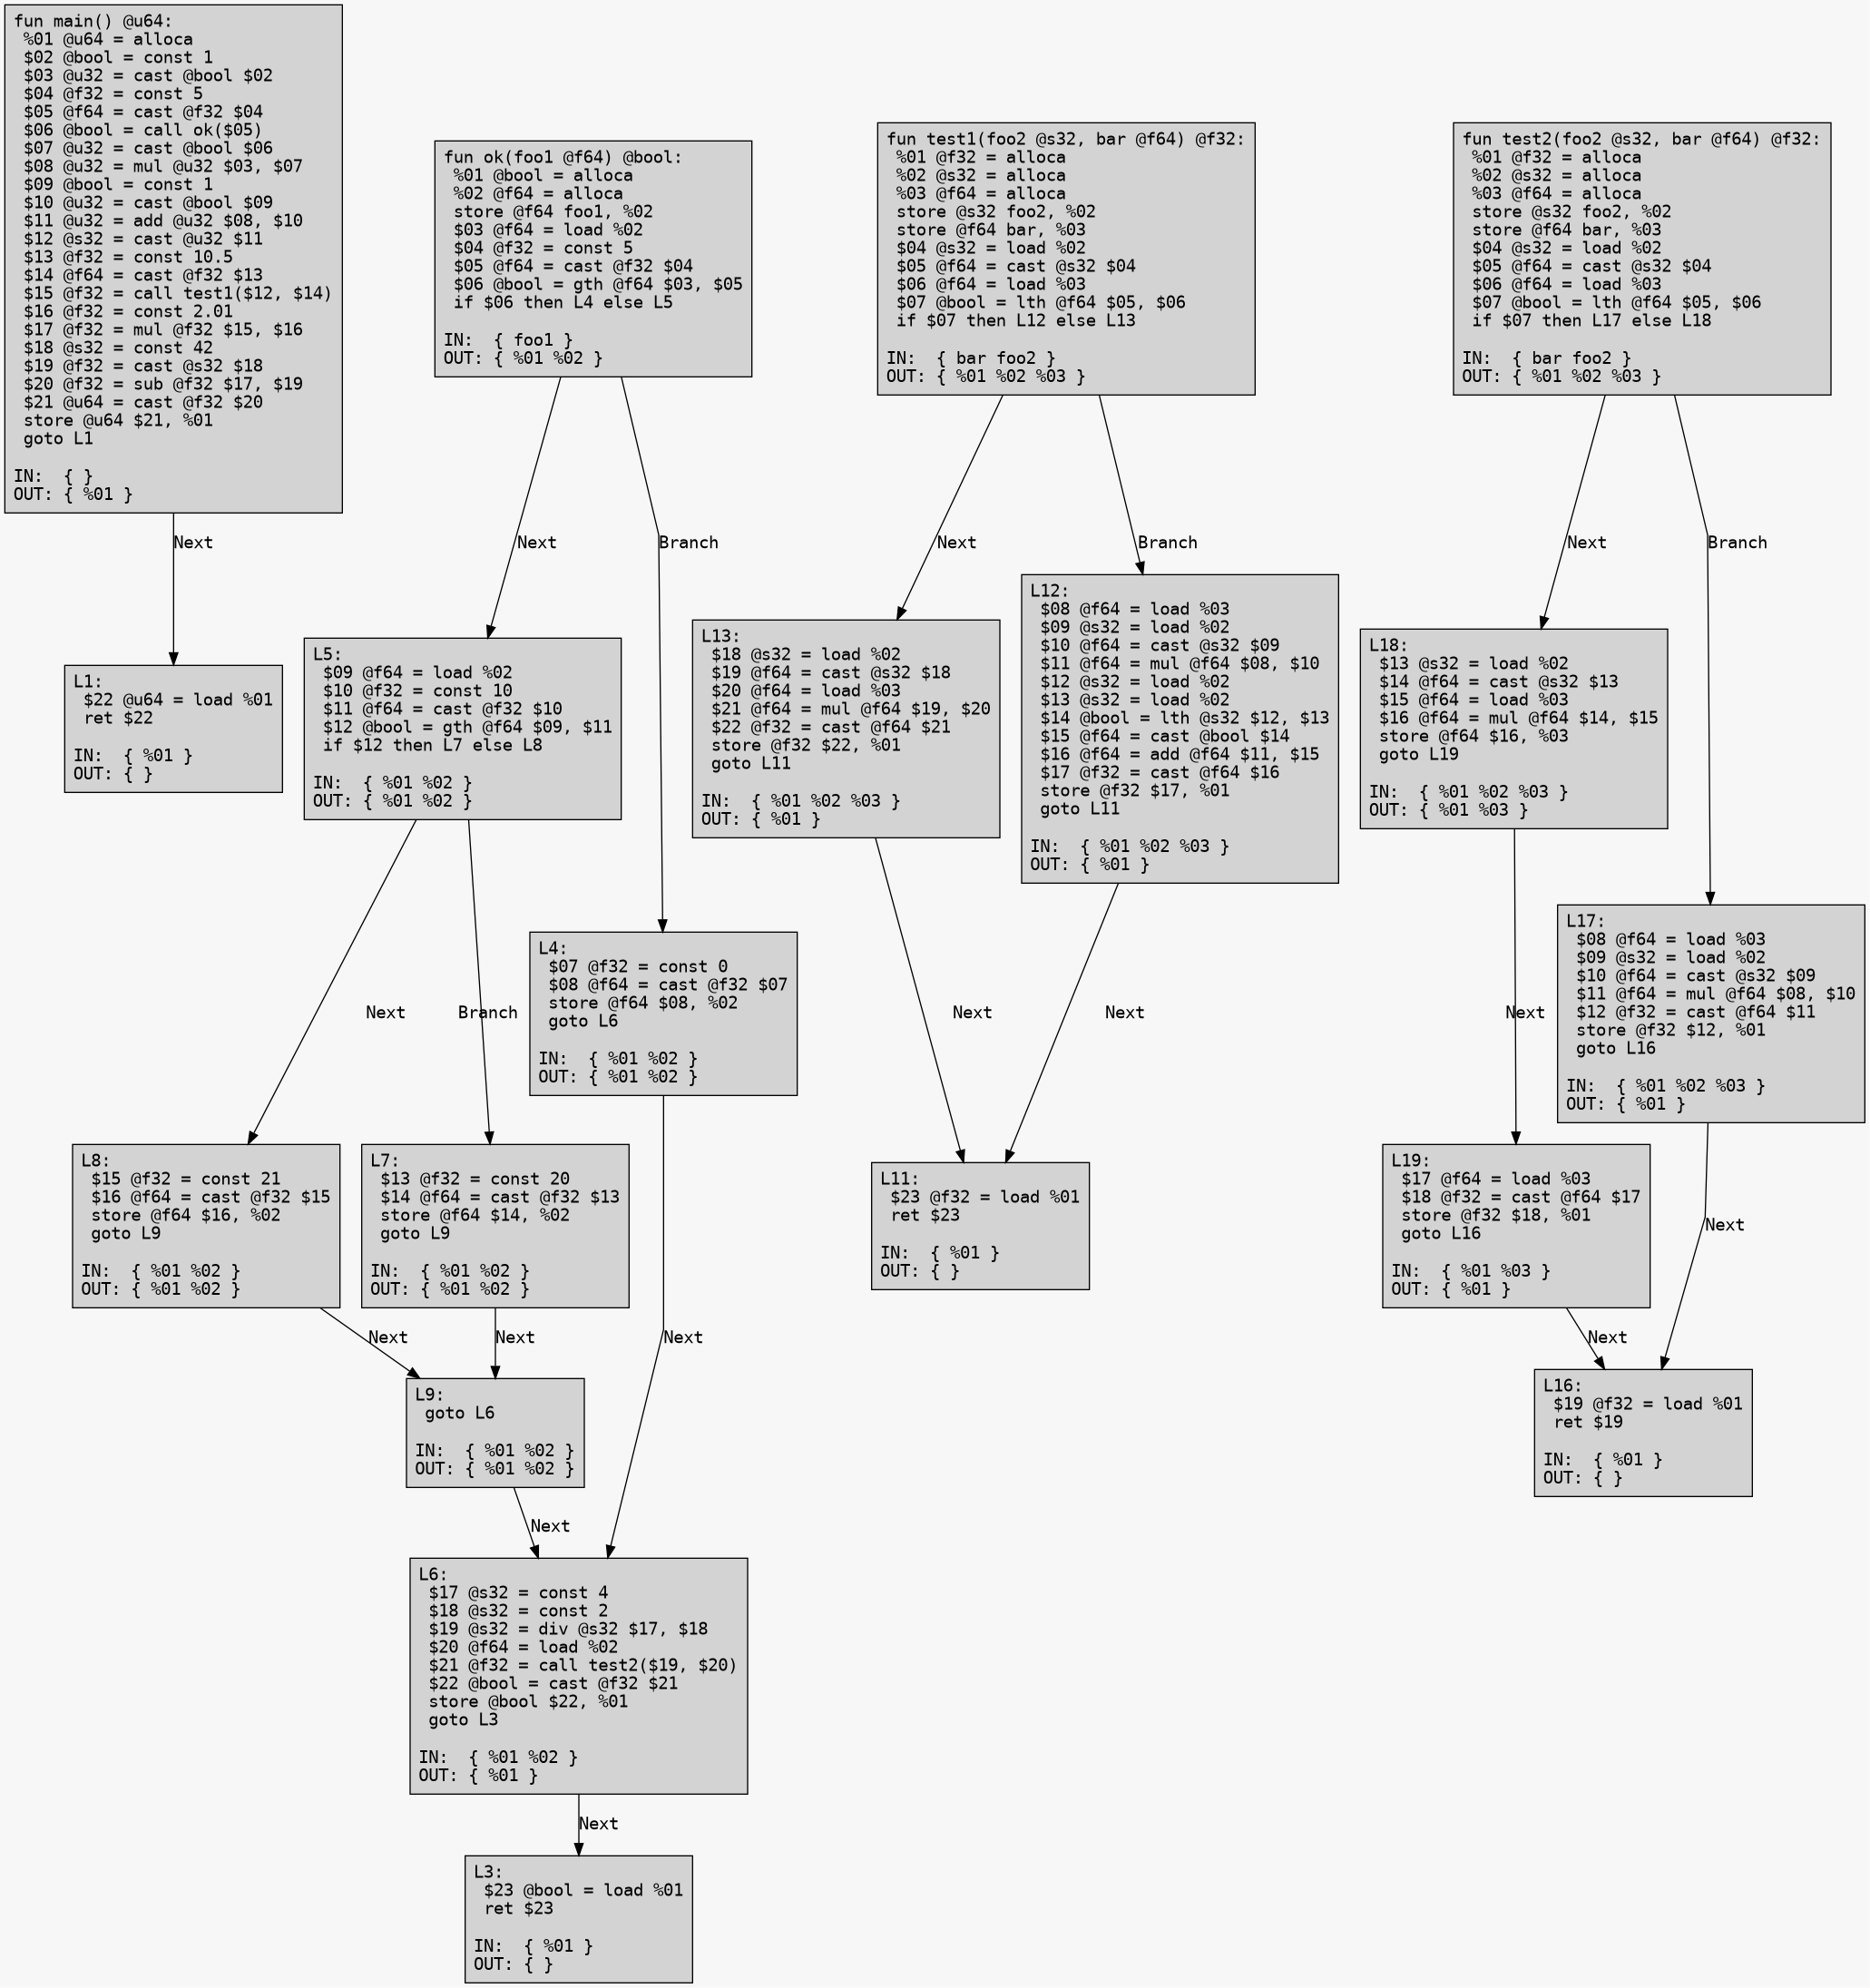 fun main() @u64:
%01 @u64 = alloca
$02 @bool = const 1
$03 @u32 = cast @bool $02
$04 @f32 = const 5
$05 @f64 = cast @f32 $04
$06 @bool = call ok($05)
$07 @u32 = cast @bool $06
$08 @u32 = mul @u32 $03, $07
$09 @bool = const 1
$10 @u32 = cast @bool $09
$11 @u32 = add @u32 $08, $10
$12 @s32 = cast @u32 $11
$13 @f32 = const 10.5
$14 @f64 = cast @f32 $13
$15 @f32 = call test1($12, $14)
$16 @f32 = const 2.01
$17 @f32 = mul @f32 $15, $16
$18 @s32 = const 42
$19 @f32 = cast @s32 $18
$20 @f32 = sub @f32 $17, $19
$21 @u64 = cast @f32 $20
store @u64 $21, %01
goto L1
IN:  { }
OUT: { %01 }
Next
L1:
$22 @u64 = load %01
ret $22
IN:  { %01 }
OUT: { }
fun ok(foo1 @f64) @bool:
%01 @bool = alloca
%02 @f64 = alloca
store @f64 foo1, %02
$03 @f64 = load %02
$04 @f32 = const 5
$05 @f64 = cast @f32 $04
$06 @bool = gth @f64 $03, $05
if $06 then L4 else L5
IN:  { foo1 }
OUT: { %01 %02 }
Next
Branch
L5:
$09 @f64 = load %02
$10 @f32 = const 10
$11 @f64 = cast @f32 $10
$12 @bool = gth @f64 $09, $11
if $12 then L7 else L8
IN:  { %01 %02 }
OUT: { %01 %02 }
Next
Branch
L4:
$07 @f32 = const 0
$08 @f64 = cast @f32 $07
store @f64 $08, %02
goto L6
IN:  { %01 %02 }
OUT: { %01 %02 }
L8:
$15 @f32 = const 21
$16 @f64 = cast @f32 $15
store @f64 $16, %02
goto L9
IN:  { %01 %02 }
OUT: { %01 %02 }
L7:
$13 @f32 = const 20
$14 @f64 = cast @f32 $13
store @f64 $14, %02
goto L9
IN:  { %01 %02 }
OUT: { %01 %02 }
Next
Next
Next
L9:
goto L6
IN:  { %01 %02 }
OUT: { %01 %02 }
Next
L6:
$17 @s32 = const 4
$18 @s32 = const 2
$19 @s32 = div @s32 $17, $18
$20 @f64 = load %02
$21 @f32 = call test2($19, $20)
$22 @bool = cast @f32 $21
store @bool $22, %01
goto L3
IN:  { %01 %02 }
OUT: { %01 }
Next
L3:
$23 @bool = load %01
ret $23
IN:  { %01 }
OUT: { }
fun test1(foo2 @s32, bar @f64) @f32:
%01 @f32 = alloca
%02 @s32 = alloca
%03 @f64 = alloca
store @s32 foo2, %02
store @f64 bar, %03
$04 @s32 = load %02
$05 @f64 = cast @s32 $04
$06 @f64 = load %03
$07 @bool = lth @f64 $05, $06
if $07 then L12 else L13
IN:  { bar foo2 }
OUT: { %01 %02 %03 }
Next
Branch
L13:
$18 @s32 = load %02
$19 @f64 = cast @s32 $18
$20 @f64 = load %03
$21 @f64 = mul @f64 $19, $20
$22 @f32 = cast @f64 $21
store @f32 $22, %01
goto L11
IN:  { %01 %02 %03 }
OUT: { %01 }
L12:
$08 @f64 = load %03
$09 @s32 = load %02
$10 @f64 = cast @s32 $09
$11 @f64 = mul @f64 $08, $10
$12 @s32 = load %02
$13 @s32 = load %02
$14 @bool = lth @s32 $12, $13
$15 @f64 = cast @bool $14
$16 @f64 = add @f64 $11, $15
$17 @f32 = cast @f64 $16
store @f32 $17, %01
goto L11
IN:  { %01 %02 %03 }
OUT: { %01 }
Next
Next
L11:
$23 @f32 = load %01
ret $23
IN:  { %01 }
OUT: { }
fun test2(foo2 @s32, bar @f64) @f32:
%01 @f32 = alloca
%02 @s32 = alloca
%03 @f64 = alloca
store @s32 foo2, %02
store @f64 bar, %03
$04 @s32 = load %02
$05 @f64 = cast @s32 $04
$06 @f64 = load %03
$07 @bool = lth @f64 $05, $06
if $07 then L17 else L18
IN:  { bar foo2 }
OUT: { %01 %02 %03 }
Next
Branch
L18:
$13 @s32 = load %02
$14 @f64 = cast @s32 $13
$15 @f64 = load %03
$16 @f64 = mul @f64 $14, $15
store @f64 $16, %03
goto L19
IN:  { %01 %02 %03 }
OUT: { %01 %03 }
Next
L17:
$08 @f64 = load %03
$09 @s32 = load %02
$10 @f64 = cast @s32 $09
$11 @f64 = mul @f64 $08, $10
$12 @f32 = cast @f64 $11
store @f32 $12, %01
goto L16
IN:  { %01 %02 %03 }
OUT: { %01 }
L19:
$17 @f64 = load %03
$18 @f32 = cast @f64 $17
store @f32 $18, %01
goto L16
IN:  { %01 %03 }
OUT: { %01 }
Next
Next
L16:
$19 @f32 = load %01
ret $19
IN:  { %01 }
OUT: { }